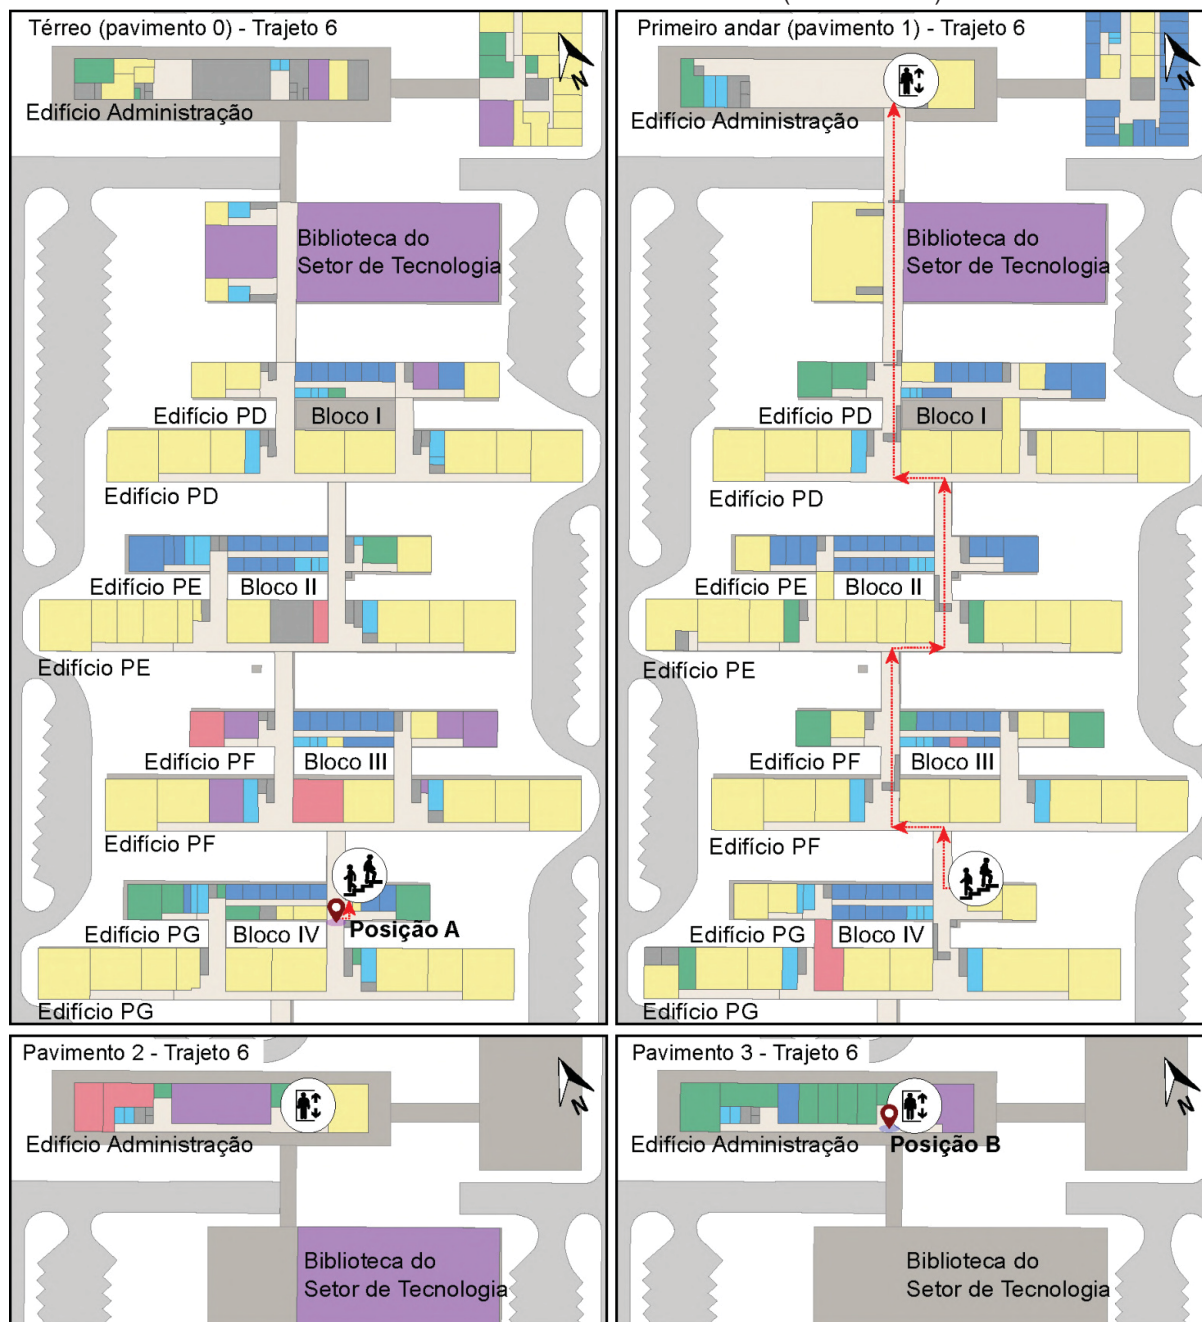 Térreo (pavimento 0) - Trajeto 6
N
Edifício Administração
Biblioteca do
Setor de Tecnologia
Edifício PD
Bloco I
Edifício PD
Edifício PE
Bloco II
Edifício PE
Edifício PF
Bloco III
Edifício PF
Edifício PG
Bloco IV
Posição A
Edifício PG
Primeiro andar (pavimento 1) - Trajeto 6
N
Edifício Administração
Biblioteca do
Setor de Tecnologia
Edifício PD
Bloco I
Edifício PD
Edifício PE
Bloco II
Edifício PE
Edifício PF
Bloco III
Edifício PF
Edifício PG
Bloco IV
Edifício PG
Pavimento 2 - Trajeto 6
N
Edifício Administração
Biblioteca do
Setor de Tecnologia
Pavimento 3 - Trajeto 6
N
Edifício Administração
Posição B
Biblioteca do
Setor de Tecnologia